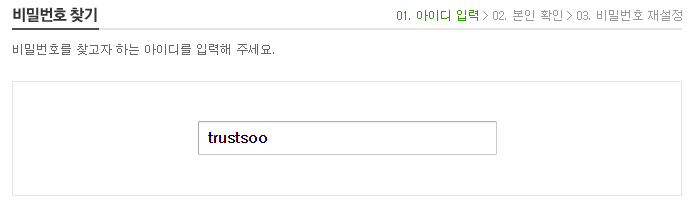 비밀번호 찾기
01. 아이디 입력 > 02. 본인 확인 > 03. 비밀번호 재설정
비밀번호를 찾고자 하는 아이디를 입력해 주세요.
trustsoo